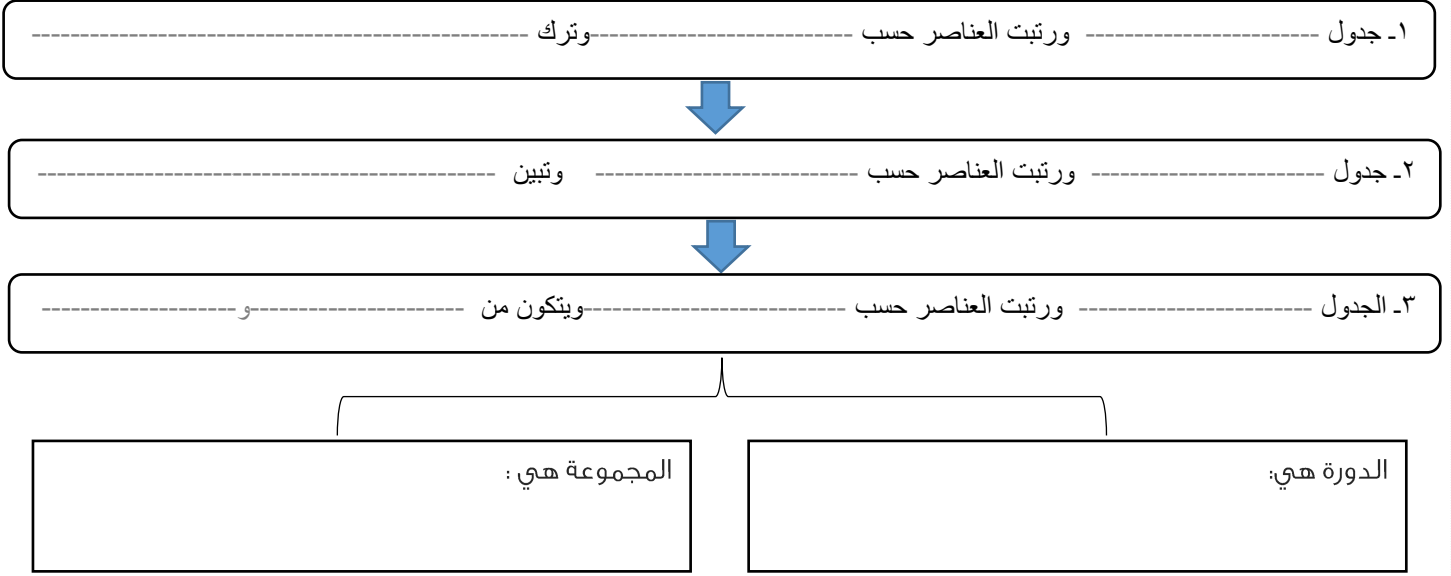 ١ـ جدول ------------------------ ورتبت العناصر حسب ---------------------------وترك ---------------------------------------------------
٢ـ جدول ------------------------ ورتبت العناصر حسب --------------------------- وتبين -----------------------------------------------
٣ـ الجدول ------------------------ ورتبت العناصر حسب ---------------------------ويتكون من ----------------------و--------------------
الدورة هي:
المجموعة هي :